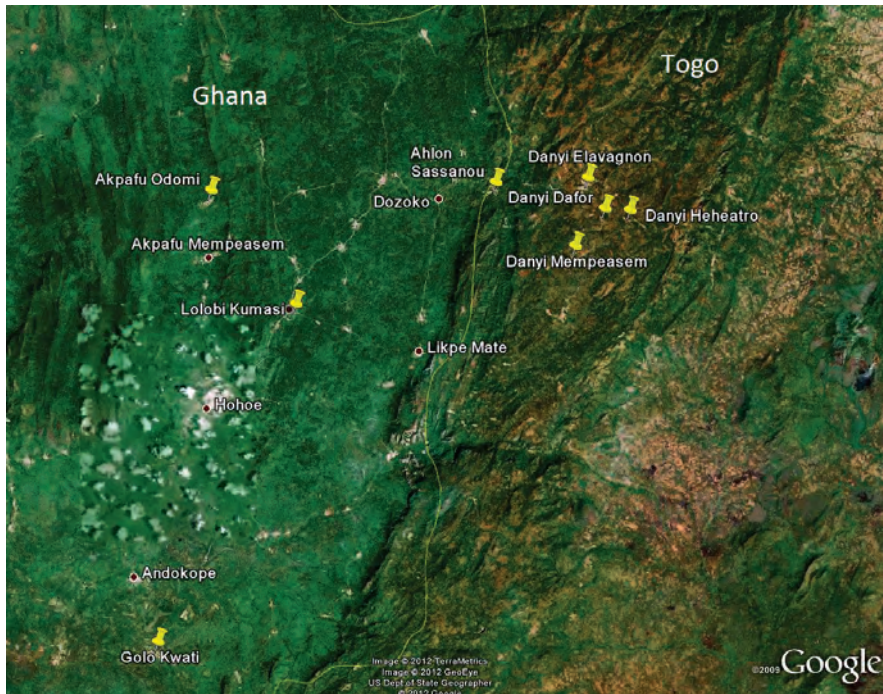 Togo
Ghana
Ahlon
Sassanou
Danyi Elavagnon
Akpafu Odomi
Dozoko
Danyi Dafor
Danyi Heheatro
Akpafu Mempeasem
Danyi Mempeasem
Lolobi Kumasi
Likpe Mate
Hohoe
Andokope
Golo Kwati
Image © 2012 TerraMetrics
Image © 2012 GeoEye
US Dept of State Geographer
© 2012 Google
©2009 Google